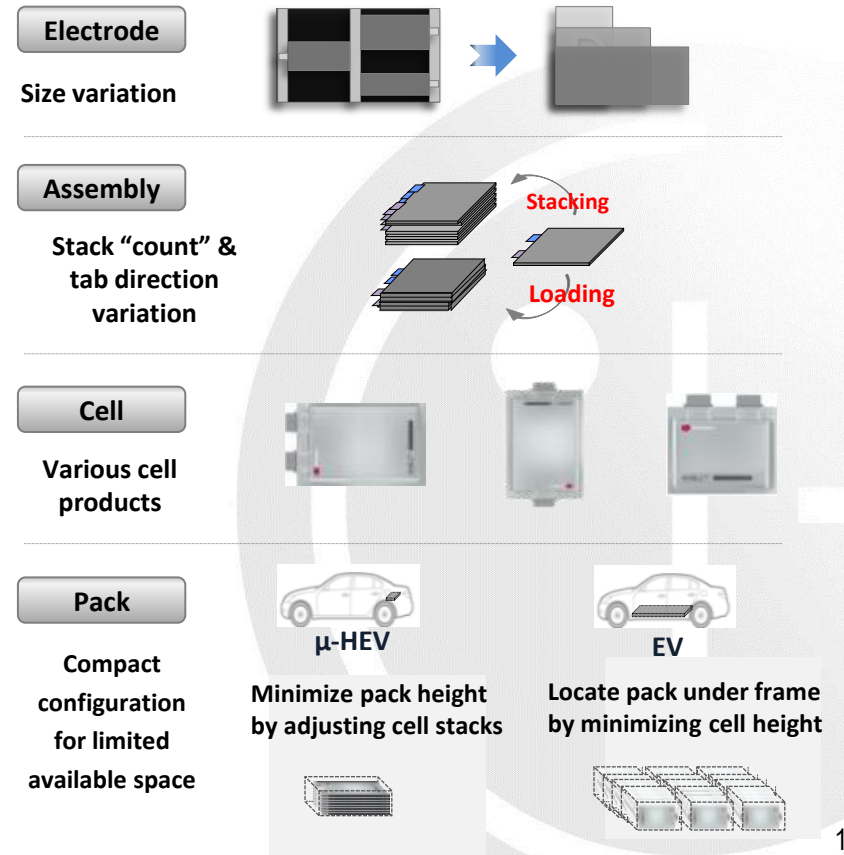 Electrode
Size variation
Assembly
Stack “count” &
tab direction
variation
Stacking
Loading
Cell
Various cell
products
Pack
Compact
configuration
for limited
available space
μ-HEV
Minimize pack height
by adjusting cell stacks
EV
Locate pack under frame
by minimizing cell height
1